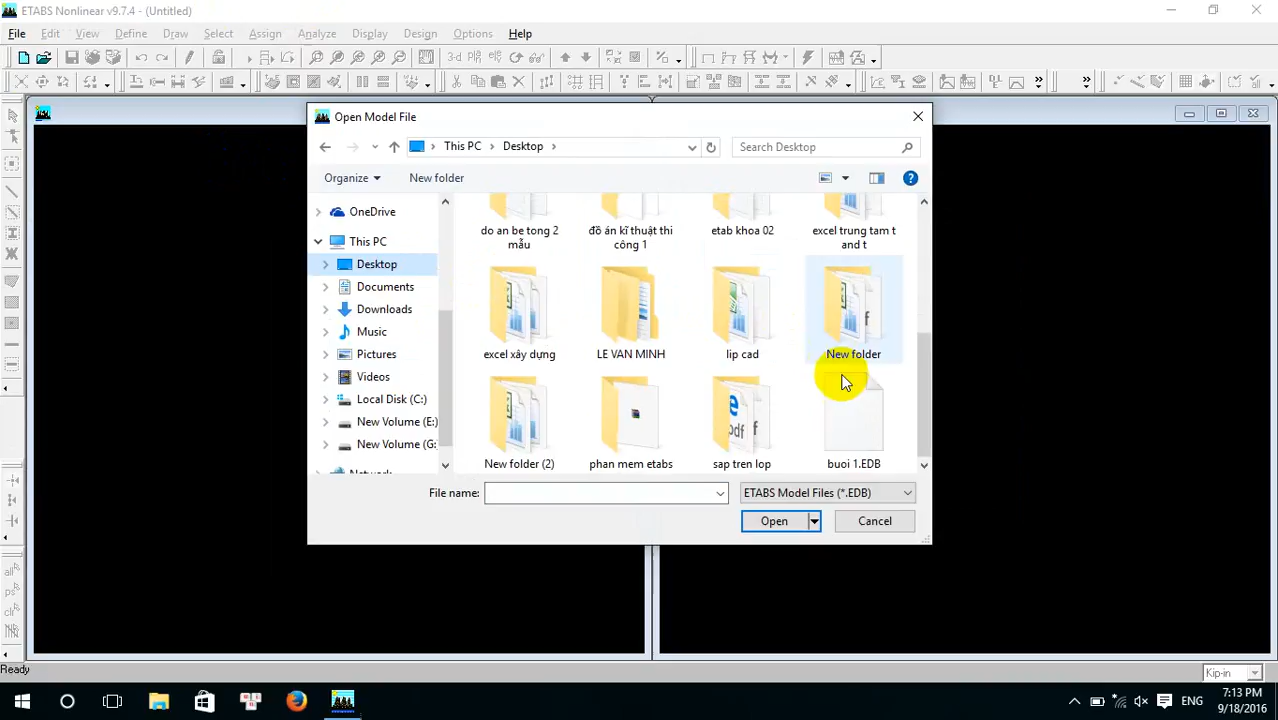 ETABS Nonlinear v9.7.4 - (Untitled)
File Edit View Define Draw Select Assign Analyze Display Design Options Help
3-d
Open Model File
This PC Desktop
Search Desktop
Organize New folder
OneDrive
This PC
Desktop
Documents
Downloads
Music
Pictures
Videos
Local Disk (C:)
New Volume (E:)
New Volume (G:
do an be tong 2
mẫu
đồ án kĩ thuật thi
công 1
etab khoa 02
excel trung tam t
and t
excel xây dựng
LE VAN MINH
lip cad
New folder
New folder (2)
phan mem etabs
sap tren lop
buoi 1.EDB
File name:
ETABS Model Files (*.EDB)
Open
Cancel
all
ps
clr
Ready
Kip-in
ENG
7:13 PM
9/18/2016